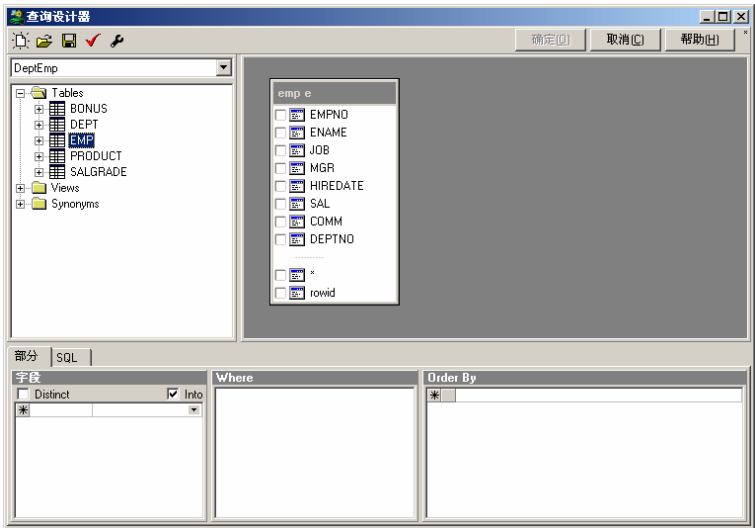 查询设计器
确定(O) 取消(C) 帮助(H)
DeptEmp
Tables
BONUS
DEPT
EMP
PRODUCT
SALGRADE
Views
Synonyms
emp e
EMPNO
ENAME
JOB
MGR
HIREDATE
SAL
COMM
DEPTNO
*
rowid
部分 SQL
字段 Where Order By
Distinct Into